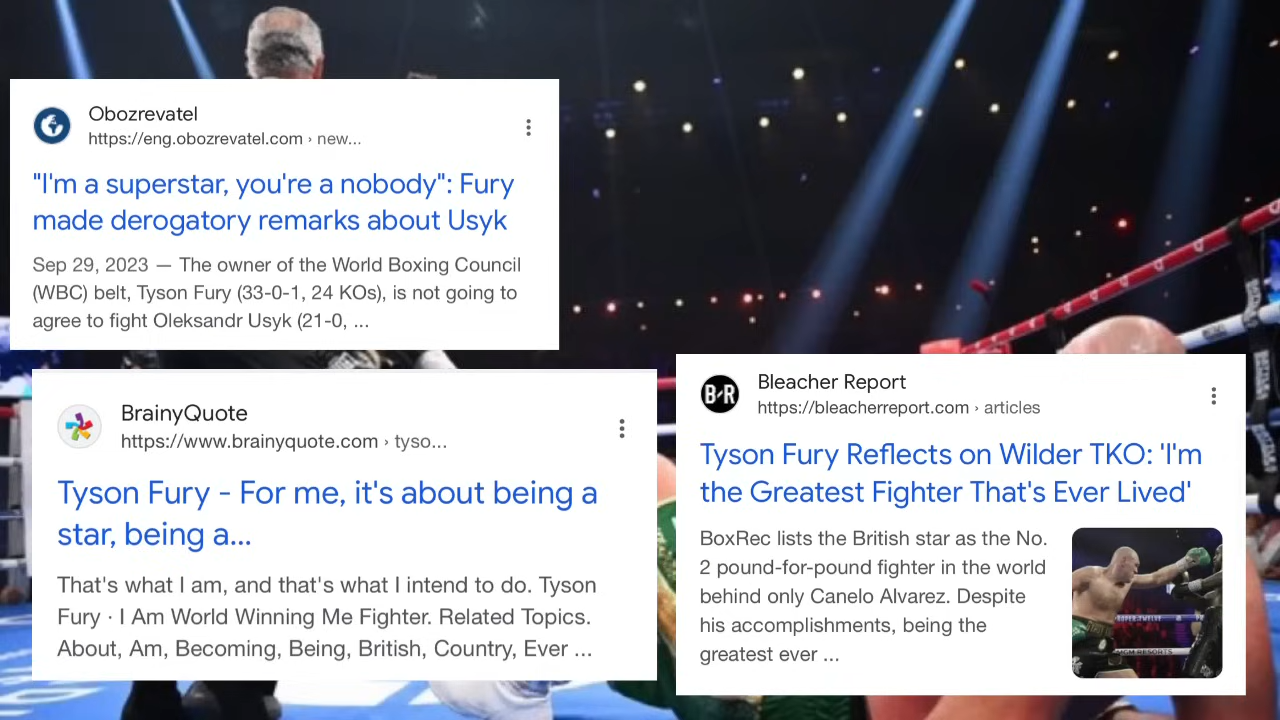 Obozrevatel
https://eng.obozrevatel.com › new...
"I'm a superstar, you're a nobody": Fury
made derogatory remarks about Usyk
Sep 29, 2023 — The owner of the World Boxing Council
(WBC) belt, Tyson Fury (33-0-1, 24 KOs), is not going to
agree to fight Oleksandr Usyk (21-0, ...
BrainyQuote
https://www.brainyquote.com › tyso...
Tyson Fury - For me, it's about being a
star, being a...
That's what I am, and that's what I intend to do. Tyson
Fury · I Am World Winning Me Fighter. Related Topics.
About, Am, Becoming, Being, British, Country, Ever ...
B/R
Bleacher Report
https://bleacherreport.com › articles
Tyson Fury Reflects on Wilder TKO: 'I'm
the Greatest Fighter That's Ever Lived'
BoxRec lists the British star as the No.
2 pound-for-pound fighter in the world
behind only Canelo Alvarez. Despite
his accomplishments, being the
greatest ever ...
MGM RESORTS